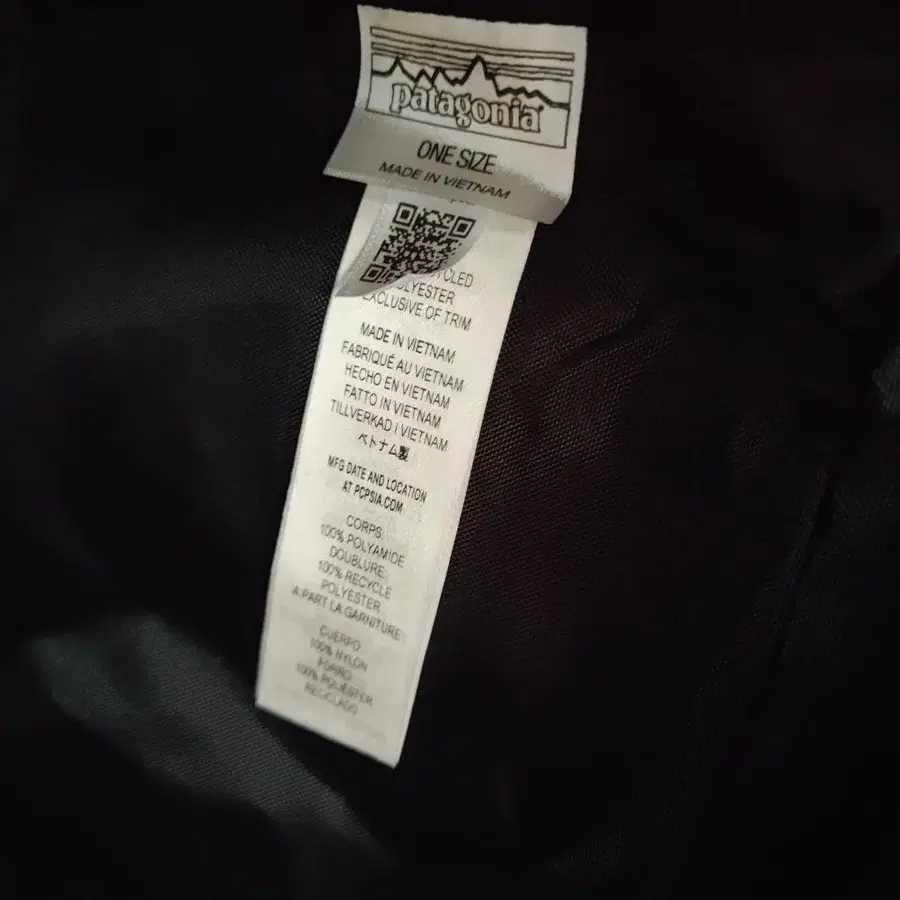 patagonia
ONE SIZE
MADE IN VIETNAM
POLYESTER
EXCLUSIVE OF TRIM
MADE IN VIETNAM
FABRIQUÉ AU VIETNAM
HECHO EN VIETNAM
FATTO IN VIETNAM
TILLVERKAD I VIETNAM
ベトナム製
MFG DATE AND LOCATION
AT PCPSIA.COM
CORPS:
100% POLYAMIDE
DOUBLURE:
100% RECYCLE
POLYESTER
A PART LA GARNITURE
CUERPO
100% NYLON
FORRO
100% POLIÉSTER
RECICLADO